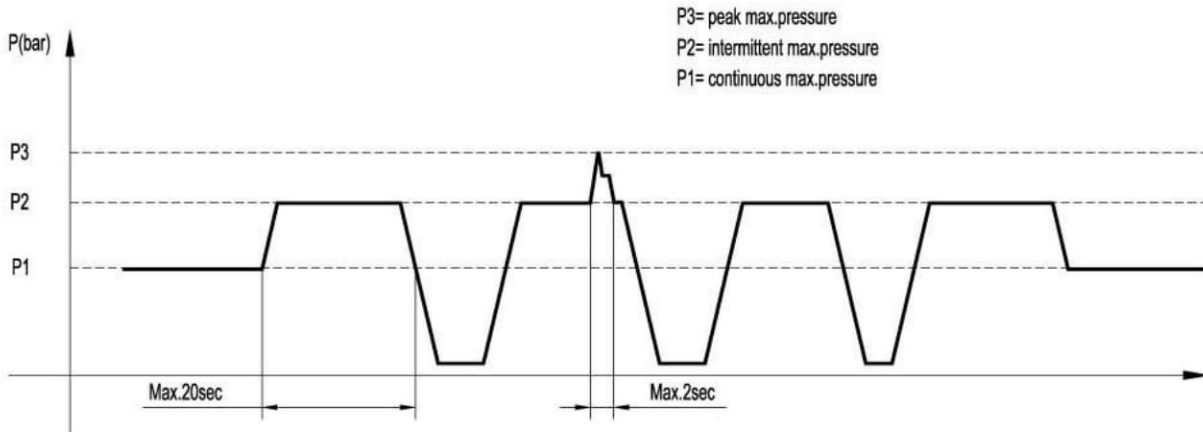 P3= peak max.pressure
P2= intermittent max.pressure
P1= continuous max.pressure
P(bar)
P3
P2
P1
Max.20sec
Max.2sec